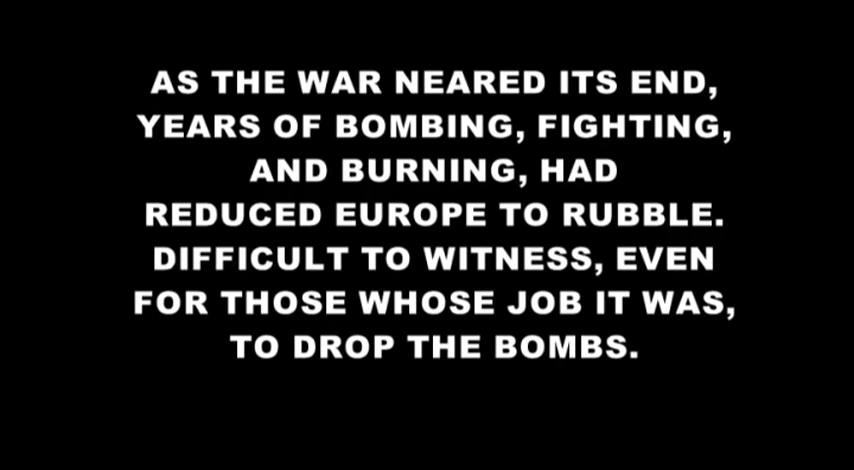 AS THE WAR NEARED ITS END,
YEARS OF BOMBING, FIGHTING,
AND BURNING, HAD
REDUCED EUROPE TO RUBBLE.
DIFFICULT TO WITNESS, EVEN
FOR THOSE WHOSE JOB IT WAS,
TO DROP THE BOMBS.